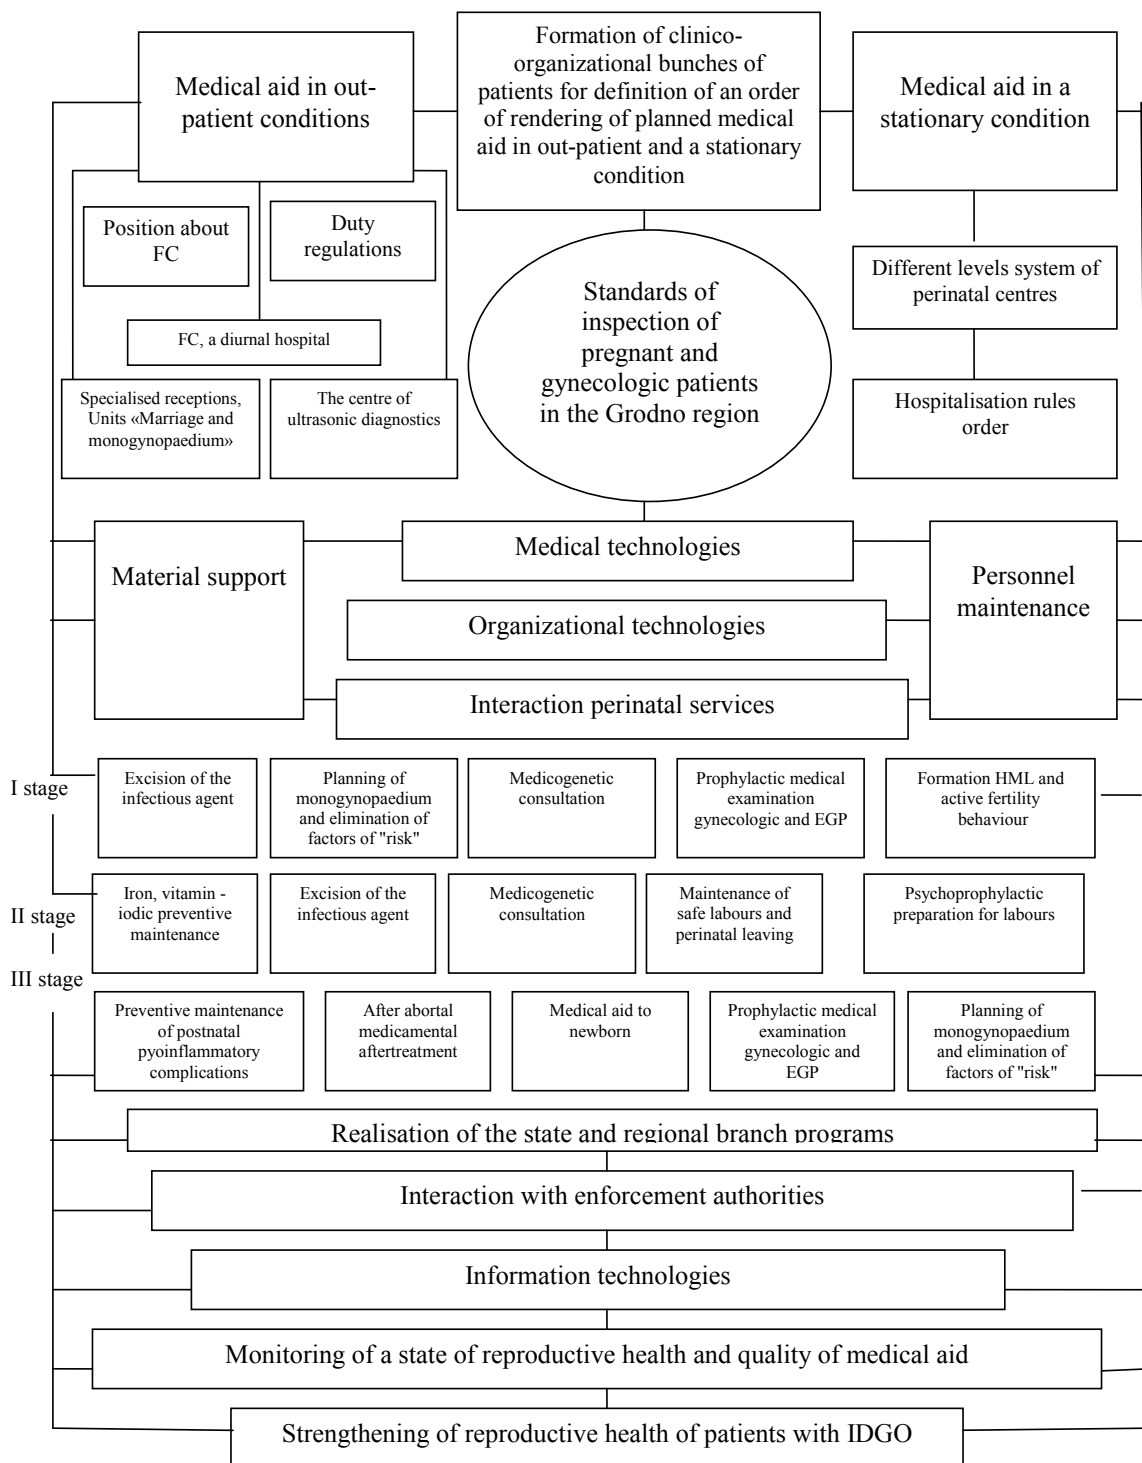 Medical aid in out-
patient conditions
Formation of clinico-
organizational bunches of
patients for definition of an order
of rendering of planned medical
aid in out-patient and a stationary
condition
Medical aid in a
stationary condition
Position about
FC
Duty
regulations
FC, a diurnal hospital
Specialised receptions,
Units «Marriage and
monogynopaedium»
The centre of
ultrasonic diagnostics
Standards of
inspection of
pregnant and
gynecologic patients
in the Grodno region
Different levels system of
perinatal centres
Hospitalisation rules
order
Material support
Medical technologies
Organizational technologies
Interaction perinatal services
Personnel
maintenance
I stage
Excision of the
infectious agent
Planning of
monogynopaedium
and elimination of
factors of "risk"
Medicogenetic
consultation
Prophylactic medical
examination
gynecologic and EGP
Formation HML and
active fertility
behaviour
II stage
Iron, vitamin -
iodic preventive
maintenance
Excision of the
infectious agent
Medicogenetic
consultation
Maintenance of
safe labours and
perinatal leaving
Psychoprophylactic
preparation for labours
III stage
Preventive maintenance
of postnatal
pyoinflammatory
complications
After abortal
medicamental
aftertreatment
Medical aid to
newborn
Prophylactic medical
examination
gynecologic and
EGP
Planning of
monogynopaedium
and elimination of
factors of "risk"
Realisation of the state and regional branch programs
Interaction with enforcement authorities
Information technologies
Monitoring of a state of reproductive health and quality of medical aid
Strengthening of reproductive health of patients with IDGO